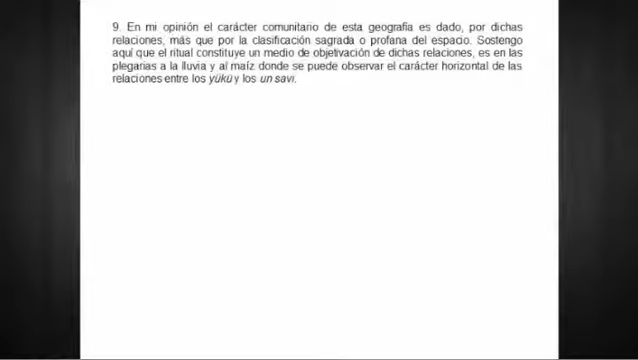 9. En mi opinión el carácter comunitario de esta geografía es dado, por dichas
relaciones, más que por la clasificación sagrada o profana del espacio. Sostengo
aquí que el ritual constituye un medio de objetivación de dichas relaciones, es en las
plegarias a la lluvia y al maíz donde se puede observar el carácter horizontal de las
relaciones entre los yúkú y los un savi.